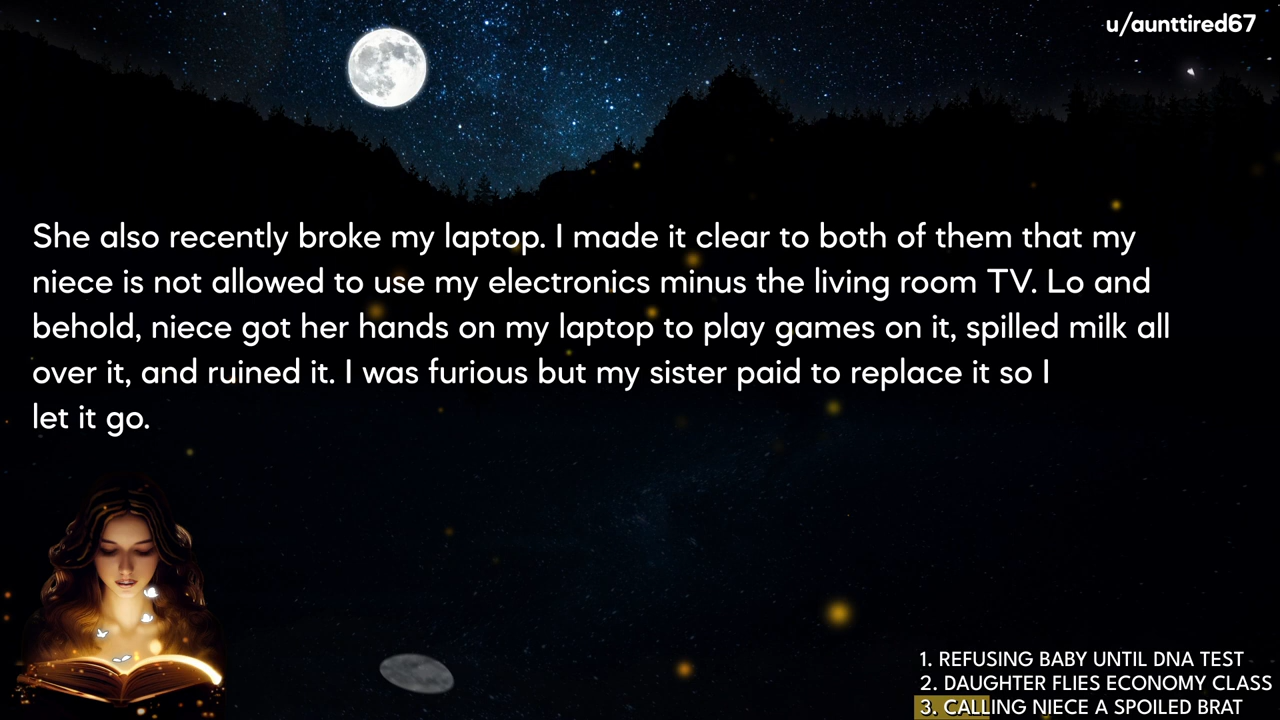 u/aunttired67
She also recently broke my laptop. I made it clear to both of them that my
niece is not allowed to use my electronics minus the living room TV. Lo and
behold, niece got her hands on my laptop to play games on it, spilled milk all
over it, and ruined it. I was furious but my sister paid to replace it so I
let it go.
1. REFUSING BABY UNTIL DNA TEST
2. DAUGHTER FLIES ECONOMY CLASS
3. CALLING NIECE A SPOILED BRAT